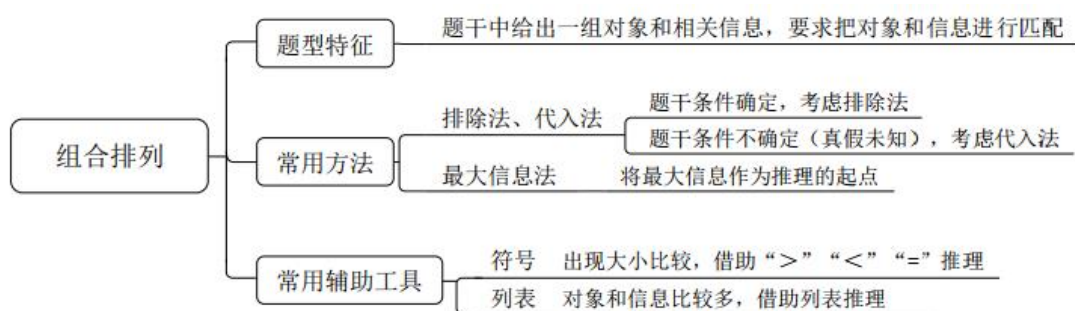 组合排列
题型特征
题干中给出一组对象和相关信息，要求把对象和信息进行匹配
常用方法
排除法、代入法
题干条件确定，考虑排除法
题干条件不确定（真假未知），考虑代入法
最大信息法
将最大信息作为推理的起点
常用辅助工具
符号
出现大小比较，借助“＞”“＜”“=”推理
列表
对象和信息比较多，借助列表推理